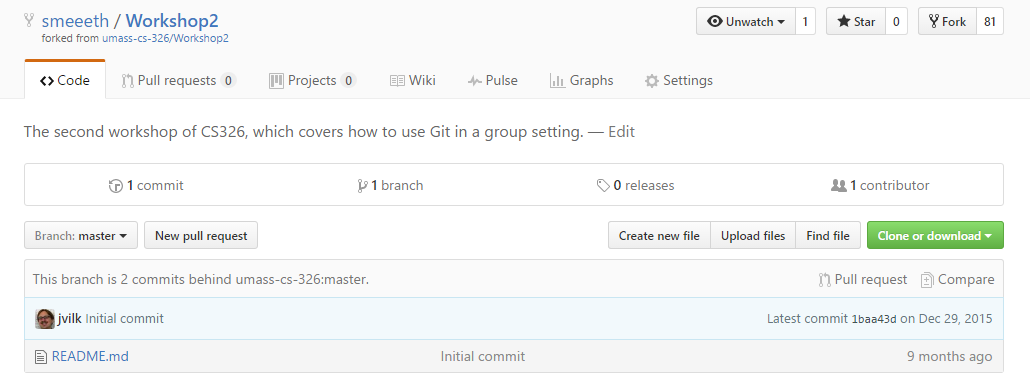 smeeeth / Workshop2
Unwatch 1 Star 0 Fork 81
forked from umass-cs-326/Workshop2
Code Pull requests 0 Projects 0 Wiki Pulse Graphs Settings
The second workshop of CS326, which covers how to use Git in a group setting. — Edit
1 commit 1 branch 0 releases 1 contributor
Branch: master New pull request Create new file Upload files Find file Clone or download
This branch is 2 commits behind umass-cs-326:master. Pull request Compare
jvilk Initial commit Latest commit 1baa43d on Dec 29, 2015
README.md Initial commit 9 months ago